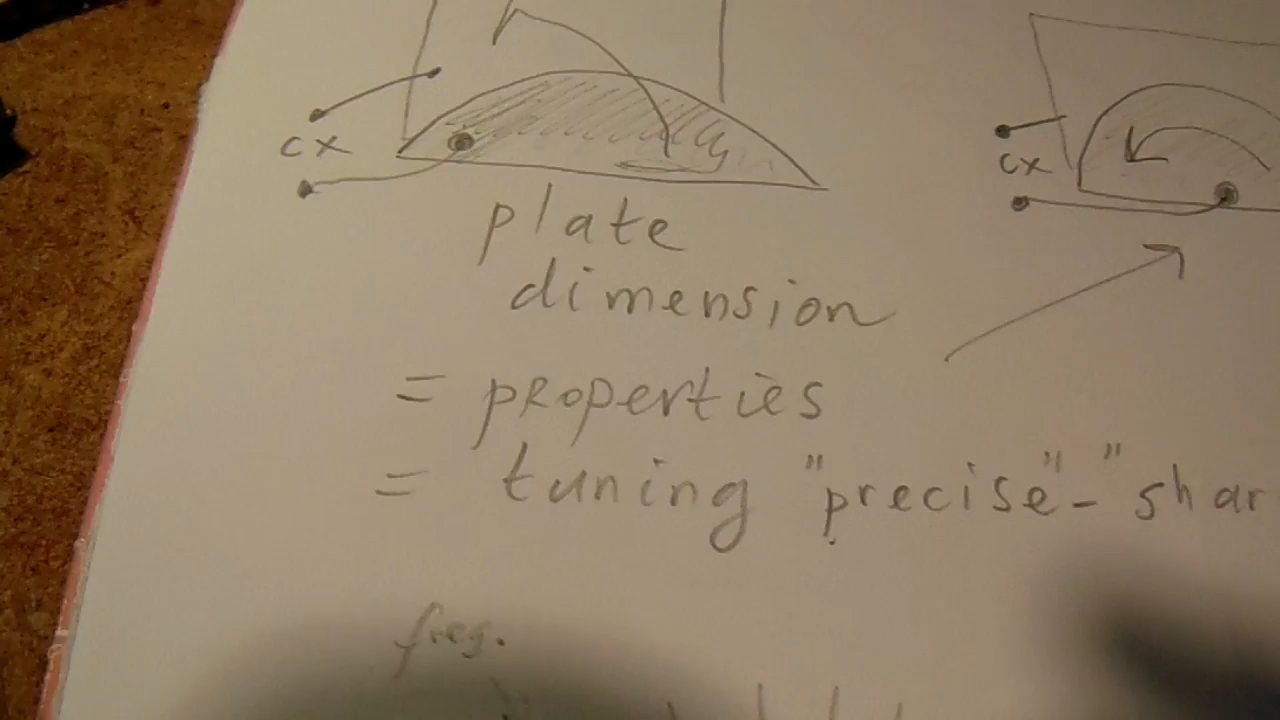 cx
cx
plate
dimension
= properties
= tuning "precise"-"shar
freq.